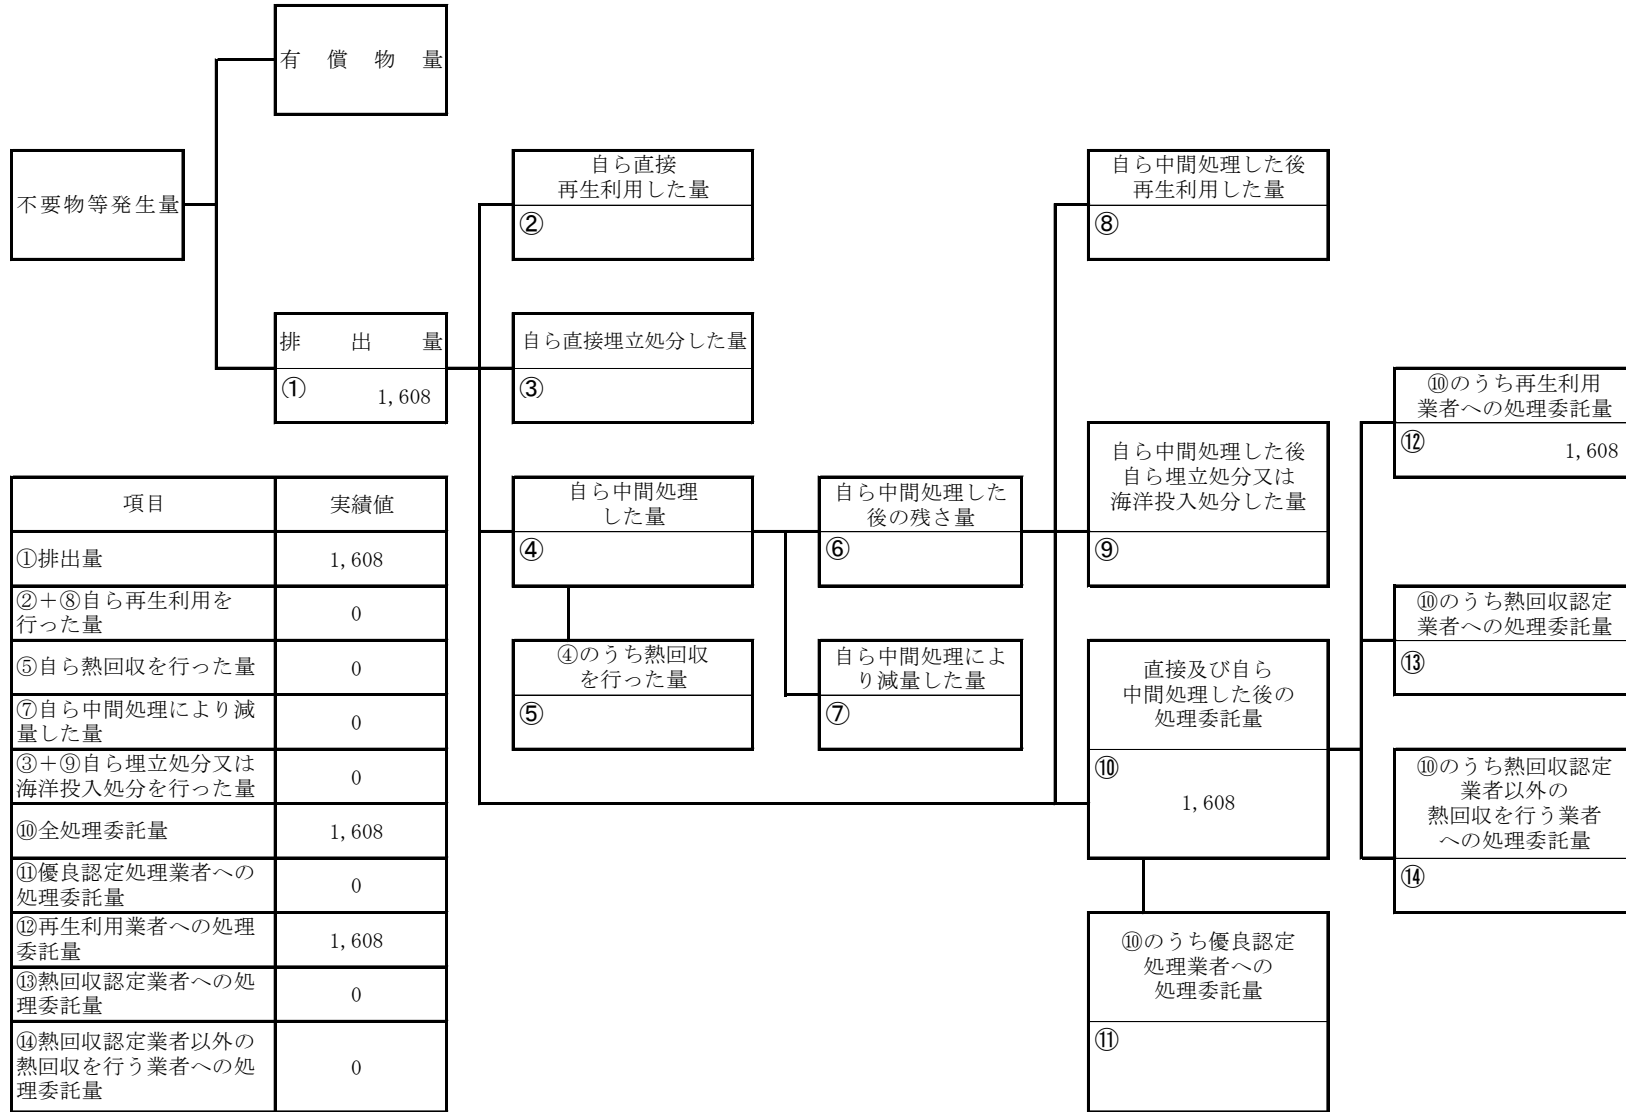 有償物量
不要物等発生量
自ら直接
再生利用した量
②
自ら中間処理した後
再生利用した量
⑧
排出量
① 1,608
自ら直接埋立処分した量
③
⑩のうち再生利用
業者への処理委託量
⑫ 1,608
自ら中間処理
した量
④
自ら中間処理した
後の残さ量
⑥
自ら中間処理した後
自ら埋立処分又は
海洋投入処分した量
⑨
⑩のうち熱回収認定
業者への処理委託量
⑬
④のうち熱回収
を行った量
⑤
自ら中間処理によ
り減量した量
⑦
直接及び自ら
中間処理した後の
処理委託量
⑩
1,608
⑩のうち熱回収認定
業者以外の
熱回収を行う業者
への処理委託量
⑭
⑩のうち優良認定
処理業者への
処理委託量
⑪
項目 実績値
①排出量 1,608
②+⑧自ら再生利用を
行った量 0
⑤自ら熱回収を行った量 0
⑦自ら中間処理により減
量した量 0
③+⑨自ら埋立処分又は
海洋投入処分を行った量 0
⑩全処理委託量 1,608
⑪優良認定処理業者への
処理委託量 0
⑫再生利用業者への処理
委託量 1,608
⑬熱回収認定業者への処
理委託量 0
⑭熱回収認定業者以外の
熱回収を行う業者への処
理委託量 0